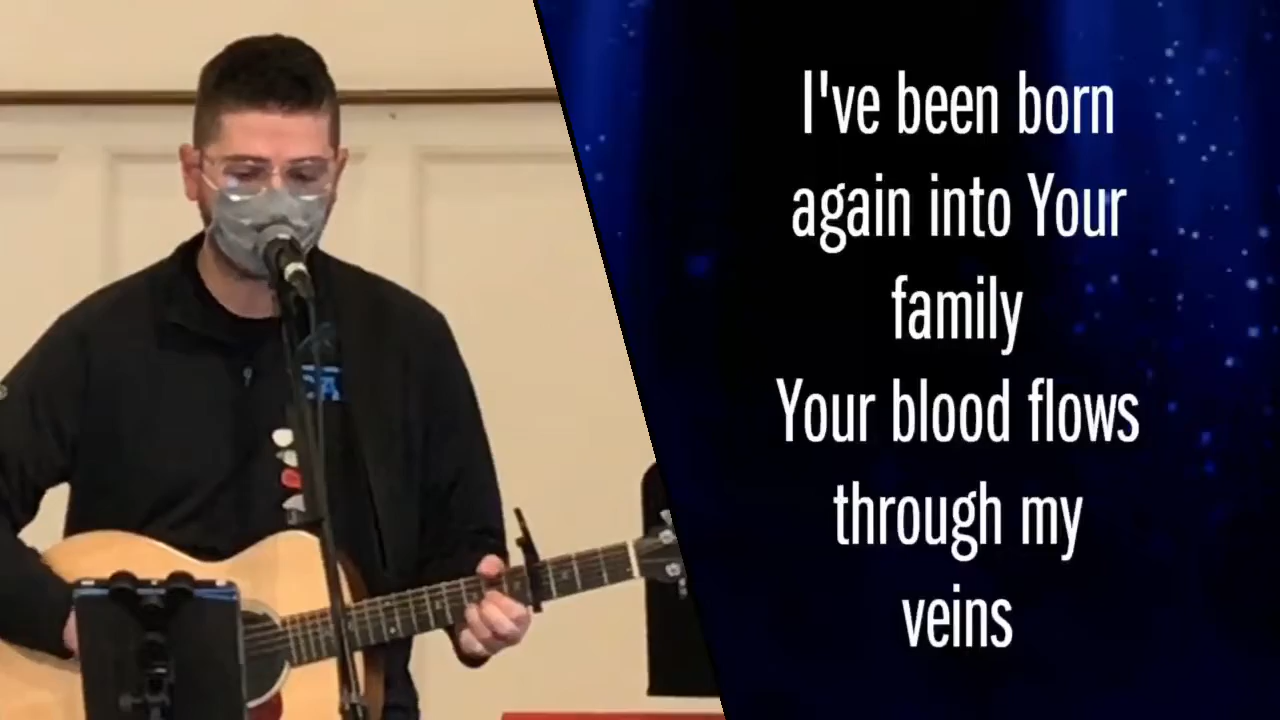 I've been born
again into Your
family
Your blood flows
through my
veins